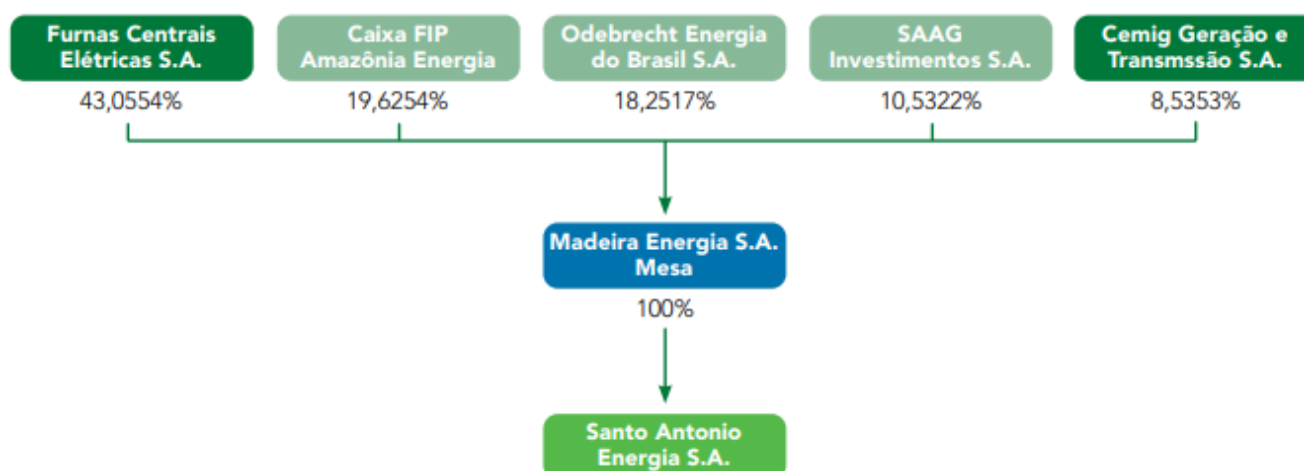 Furnas Centrais
Elétricas S.A.
Caixa FIP
Amazônia Energia
Odebrecht Energia
do Brasil S.A.
SAAG
Investimentos S.A.
Cemig Geração e
Transmssão S.A.
43,0554%
19,6254%
18,2517%
10,5322%
8,5353%
Madeira Energia S.A.
Mesa
100%
Santo Antonio
Energia S.A.